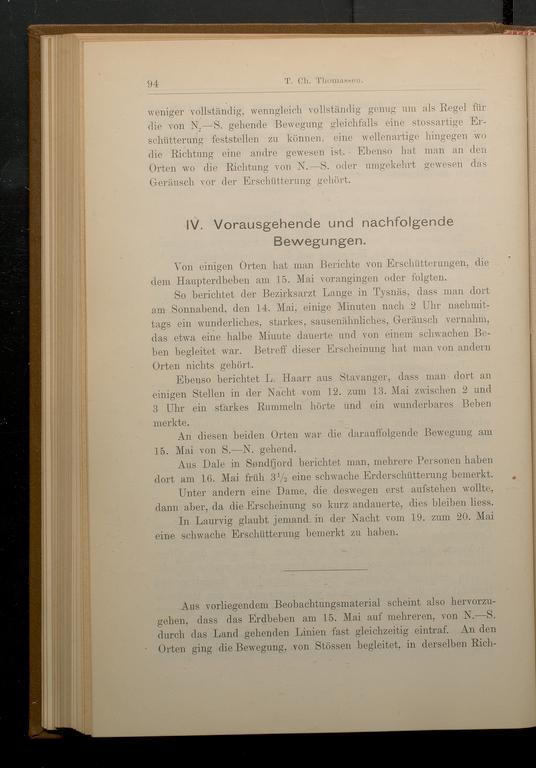 94
T. Ch. Thomassen.
weniger vollständig, wenngleich vollständig genug um als Regel für
die von N.—S. gehende Bewegung gleichfalls eine stossartige Er-
schütterung feststellen zu können, eine wellenartige hingegen wo
die Richtung eine andre gewesen ist. Ebenso hat man an den
Orten wo die Richtung von N.—S. oder umgekehrt gewesen das
Geräusch vor der Erschütterung gehört.
IV. Vorausgehende und nachfolgende
Bewegungen.
Von einigen Orten hat man Berichte von Erschütterungen, die
dem Haupterdbeben am 15. Mai vorangingen oder folgten.
So berichtet der Bezirksarzt Lange in Tysnäs, dass man dort
am Sonnabend, den 14. Mai, einige Minuten nach 2 Uhr nachmit-
tags ein wunderliches, starkes, sausenähnliches, Geräusch vernahm,
das etwa eine halbe Minute dauerte und von einem schwachen Be-
ben begleitet war. Betreff dieser Erscheinung hat man von andern
Orten nichts gehört.
Ebenso berichtet L. Haarr aus Stavanger, dass man dort an
einigen Stellen in der Nacht vom 12. zum 13. Mai zwischen 2 und
3 Uhr ein starkes Rummeln hörte und ein wunderbares Beben
merkte.
An diesen beiden Orten war die darauffolgende Bewegung am
15. Mai von S.—N. gehend.
Aus Dale in Søndfjord berichtet man, mehrere Personen haben
dort am 16. Mai früh 3½ eine schwache Erderschütterung bemerkt.
Unter andern eine Dame, die deswegen erst aufstehen wollte,
dann aber, da die Erscheinung so kurz andauerte, dies bleiben liess.
In Laurvig glaubt jemand in der Nacht vom 19. zum 20. Mai
eine schwache Erschütterung bemerkt zu haben.
Aus vorliegendem Beobachtungsmaterial scheint also hervorzu-
gehen, dass das Erdbeben am 15. Mai auf mehreren, von N.—S.
durch das Land gehenden Linien fast gleichzeitig eintraf. An den
Orten ging die Bewegung, von Stössen begleitet, in derselben Rich-